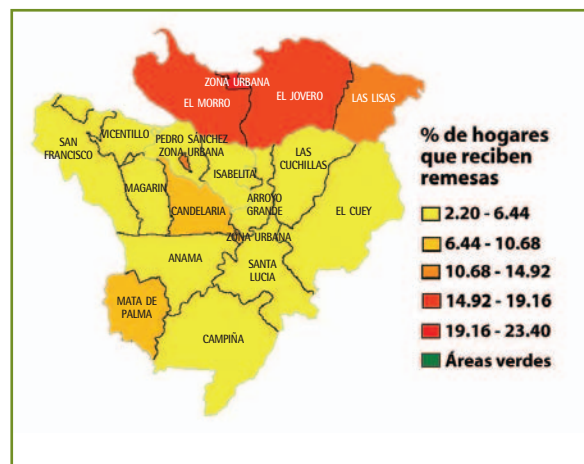 ZONA URBANA
EL MORRO
EL JOVERO
LAS LISAS
VICENTILLO
PEDRO SÁNCHEZ
ZONA URBANA
SAN
FRANCISCO
LAS
CUCHILLAS
ISABELITA
MAGARIN
CANDELARIA
ARROYO
GRANDE
EL CUEY
ZONA URBANA
ANAMA
SANTA
LUCIA
MATA DE
PALMA
CAMPIÑA
% de hogares
que reciben
remesas
2.20 - 6.44
6.44 - 10.68
10.68 - 14.92
14.92 - 19.16
19.16 - 23.40
Áreas verdes